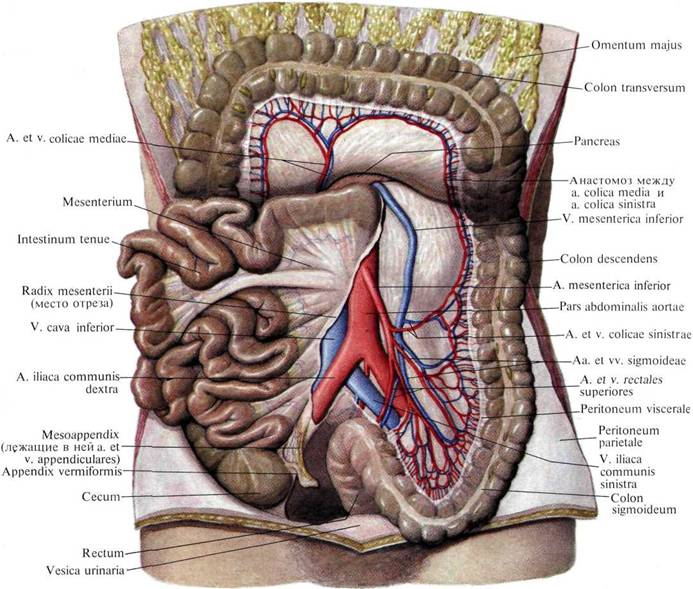 A. et v. colicae mediae
Mesenterium
Intestinum tenue
Radix mesenterii
(место отреза)
V. cava inferior
A. iliaca communis
dextra
Mesoappendix
(лежащие в ней a. et
v. appendiculares)
Appendix vermiformis
Cecum
Rectum
Vesica urinaria
Omentum majus
Colon transversum
Pancreas
Анастомоз между
a. colica media и
a. colica sinistra
V. mesenterica inferior
Colon descendens
A. mesenterica inferior
Pars abdominalis aortae
A. et v. colicae sinistrae
Aa. et vv. sigmoideae
A. et v. rectales
superiores
Peritoneum viscerale
Peritoneum
parietale
V. iliaca
communis
sinistra
Colon
sigmoideum